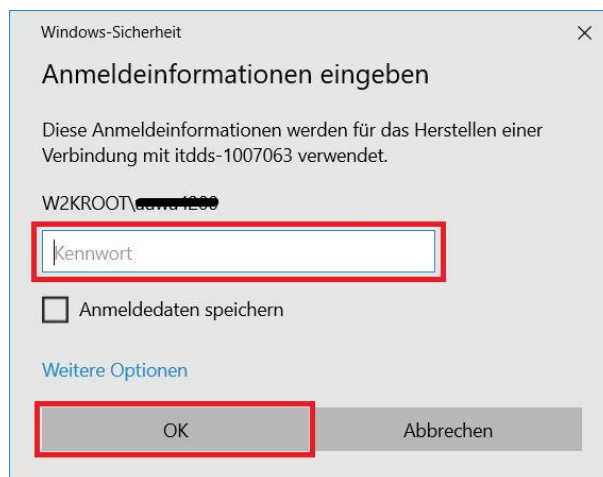 Windows-Sicherheit
Anmeldeinformationen eingeben
Diese Anmeldeinformationen werden für das Herstellen einer
Verbindung mit itdds-1007063 verwendet.
W2KROOT\
Kennwort
Anmeldedaten speichern
Weitere Optionen
OK
Abbrechen